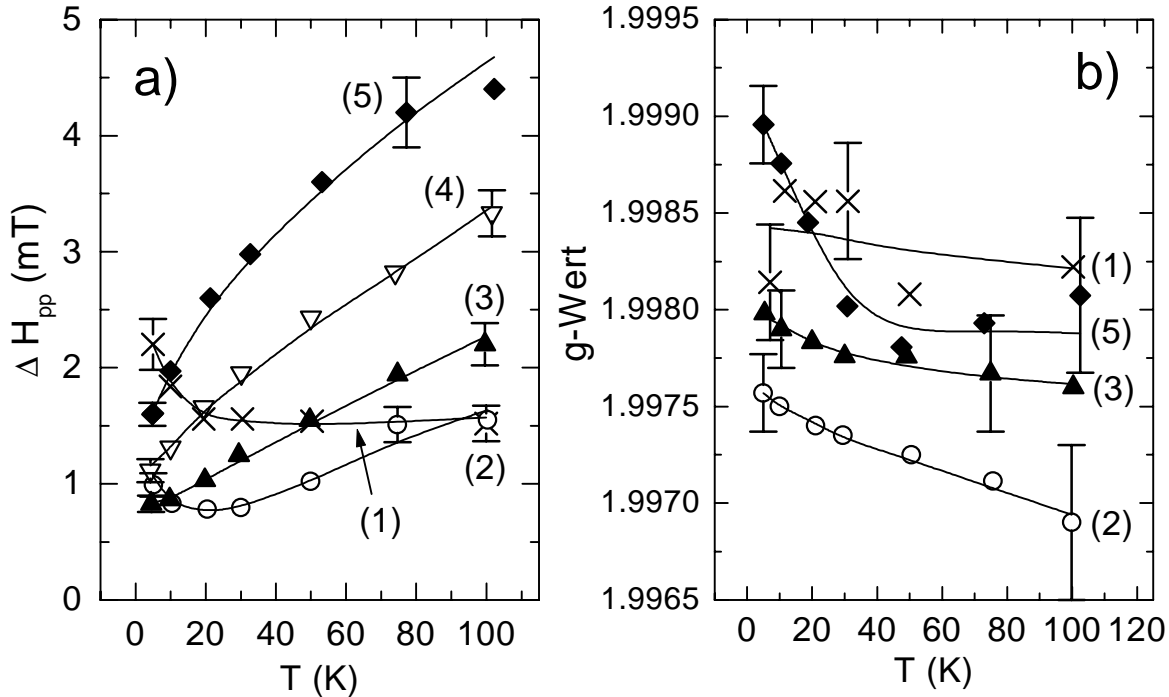 a)
5
4
3
2
1
0
Δ H_pp (mT)
(5)
(4)
(3)
(2)
(1)
0 20 40 60 80 100
T (K)
b)
1.9995
1.9990
1.9985
1.9980
1.9975
1.9970
1.9965
g-Wert
(1)
(5)
(3)
(2)
0 20 40 60 80 100 120
T (K)